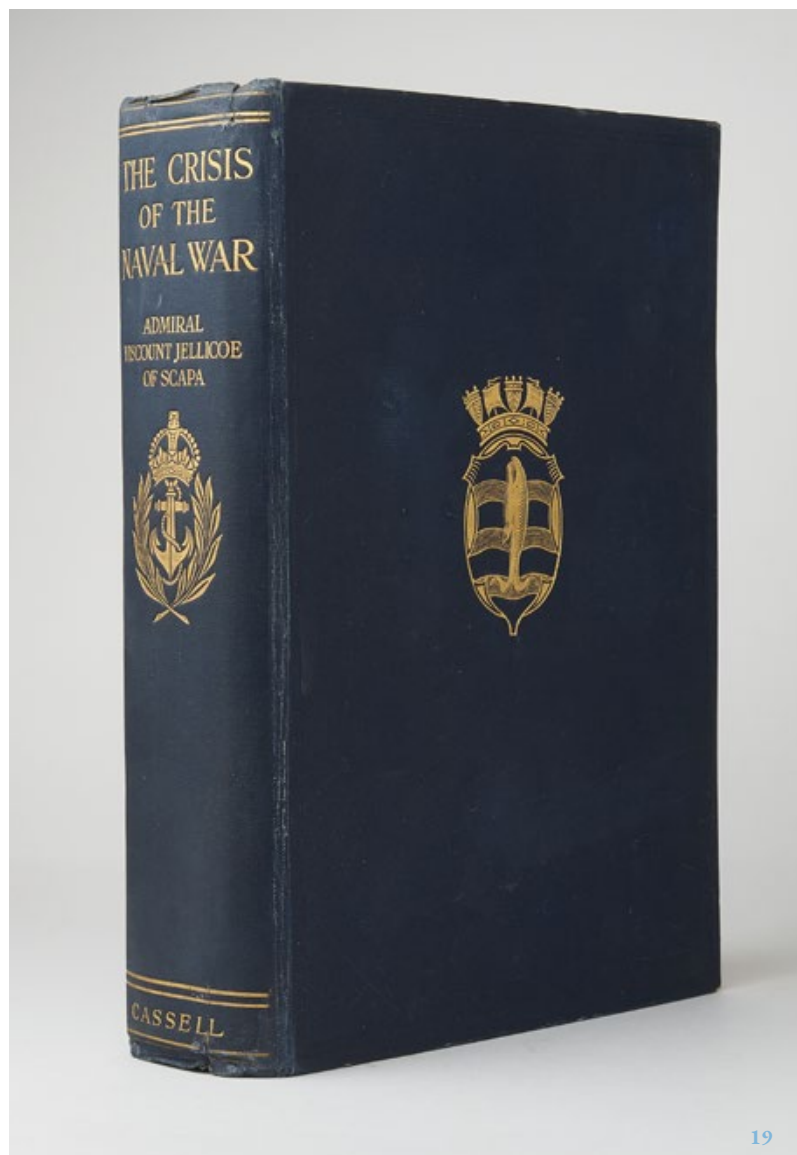 THE CRISIS
OF THE
NAVAL WAR
ADMIRAL
VISCOUNT JELLICOE
OF SCAPA
CASSELL
19